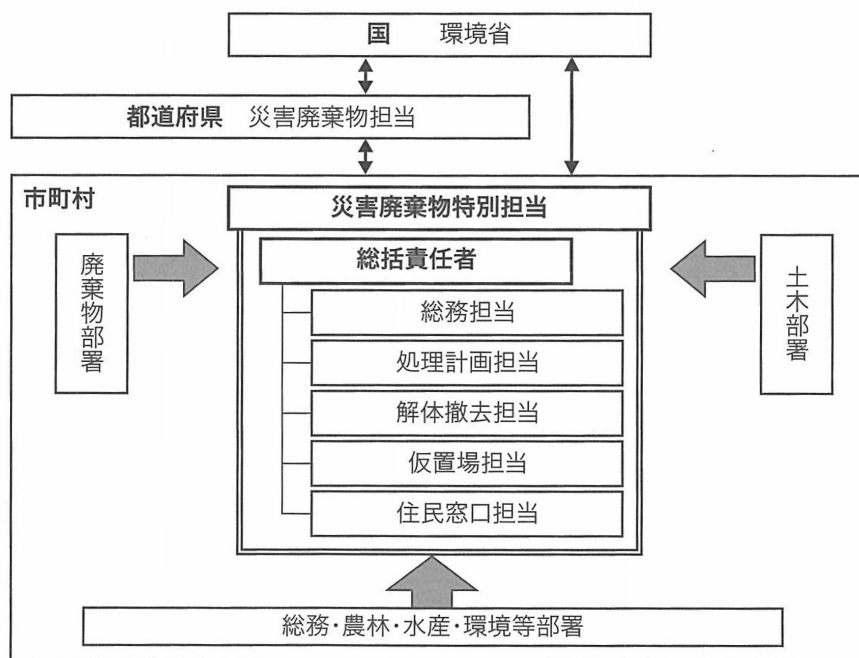 国 環境省
都道府県 災害廃棄物担当
市町村
災害廃棄物特別担当
廃棄物部署
総括責任者
土木部署
総務担当
処理計画担当
解体撤去担当
仮置場担当
住民窓口担当
総務・農林・水産・環境等部署